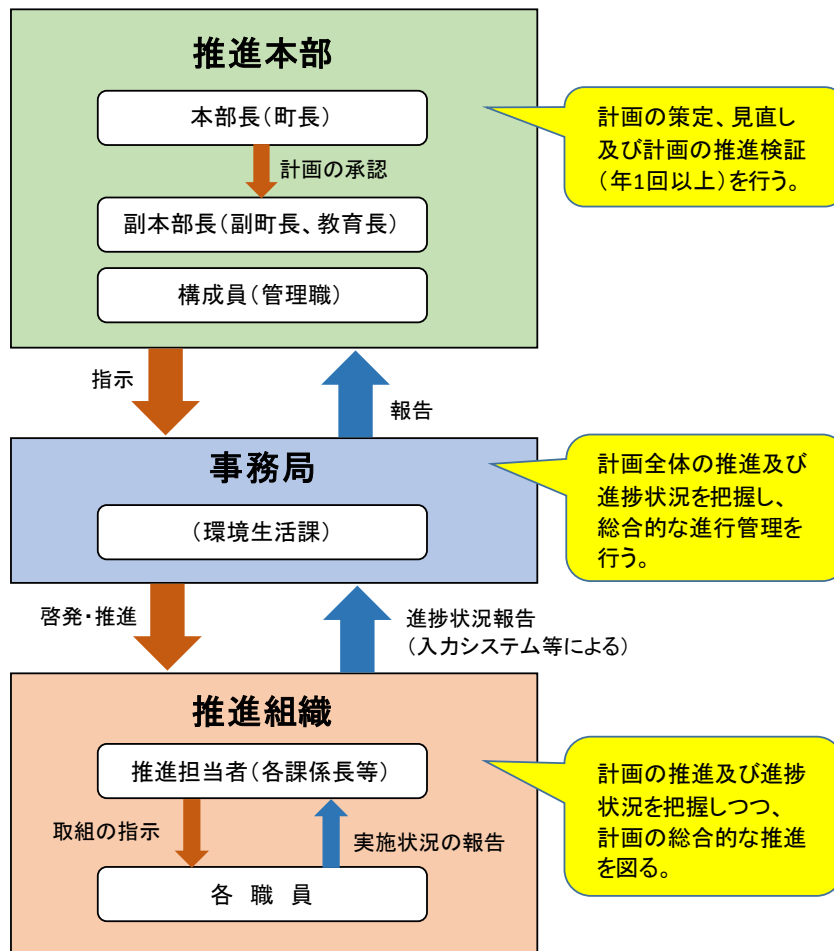 推進本部
本部長（町長）
計画の承認
副本部長（副町長、教育長）
構成員（管理職）
計画の策定、見直し
及び計画の推進検証
（年1回以上）を行う。
指示
報告
事務局
（環境生活課）
計画全体の推進及び
進捗状況を把握し、
総合的な進行管理を
行う。
啓発・推進
進捗状況報告
（入力システム等による）
推進組織
推進担当者（各課係長等）
取組の指示
実施状況の報告
各　職　員
計画の推進及び進捗
状況を把握しつつ、
計画の総合的な推進
を図る。